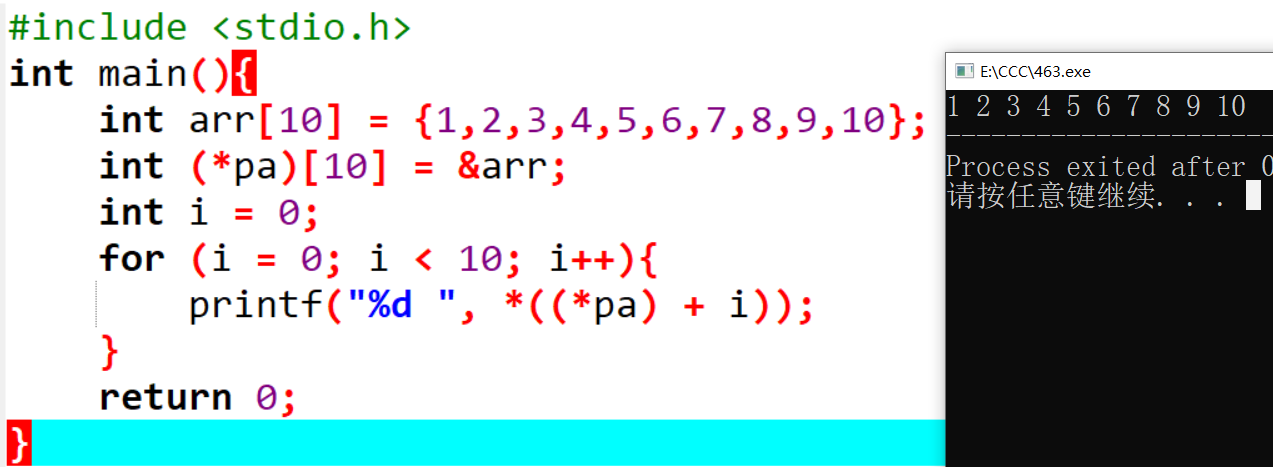 #include <stdio.h>
int main(){
    int arr[10] = {1,2,3,4,5,6,7,8,9,10};
    int (*pa)[10] = &arr;
    int i = 0;
    for (i = 0; i < 10; i++){
        printf("%d ", *((*pa) + i));
    }
    return 0;
}
E:\CCC\463.exe
1 2 3 4 5 6 7 8 9 10
--------------------------------
Process exited after 0
请按任意键继续. . .